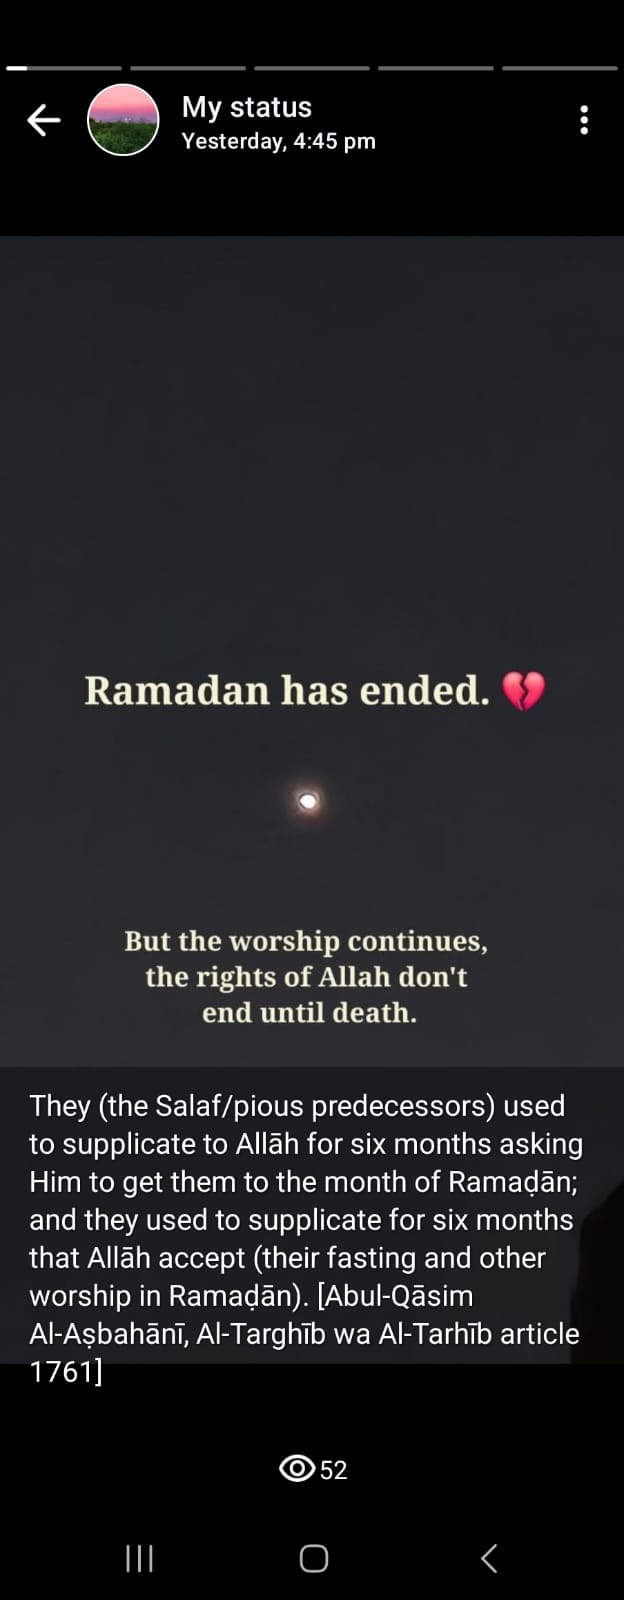 My status
Yesterday, 4:45 pm
Ramadan has ended. 💔
But the worship continues,
the rights of Allah don't
end until death.
They (the Salaf/pious predecessors) used
to supplicate to Allāh for six months asking
Him to get them to the month of Ramaḍān;
and they used to supplicate for six months
that Allāh accept (their fasting and other
worship in Ramaḍān). [Abul-Qāsim
Al-Aṣbahānī, Al-Targhīb wa Al-Tarhīb article
1761]
52